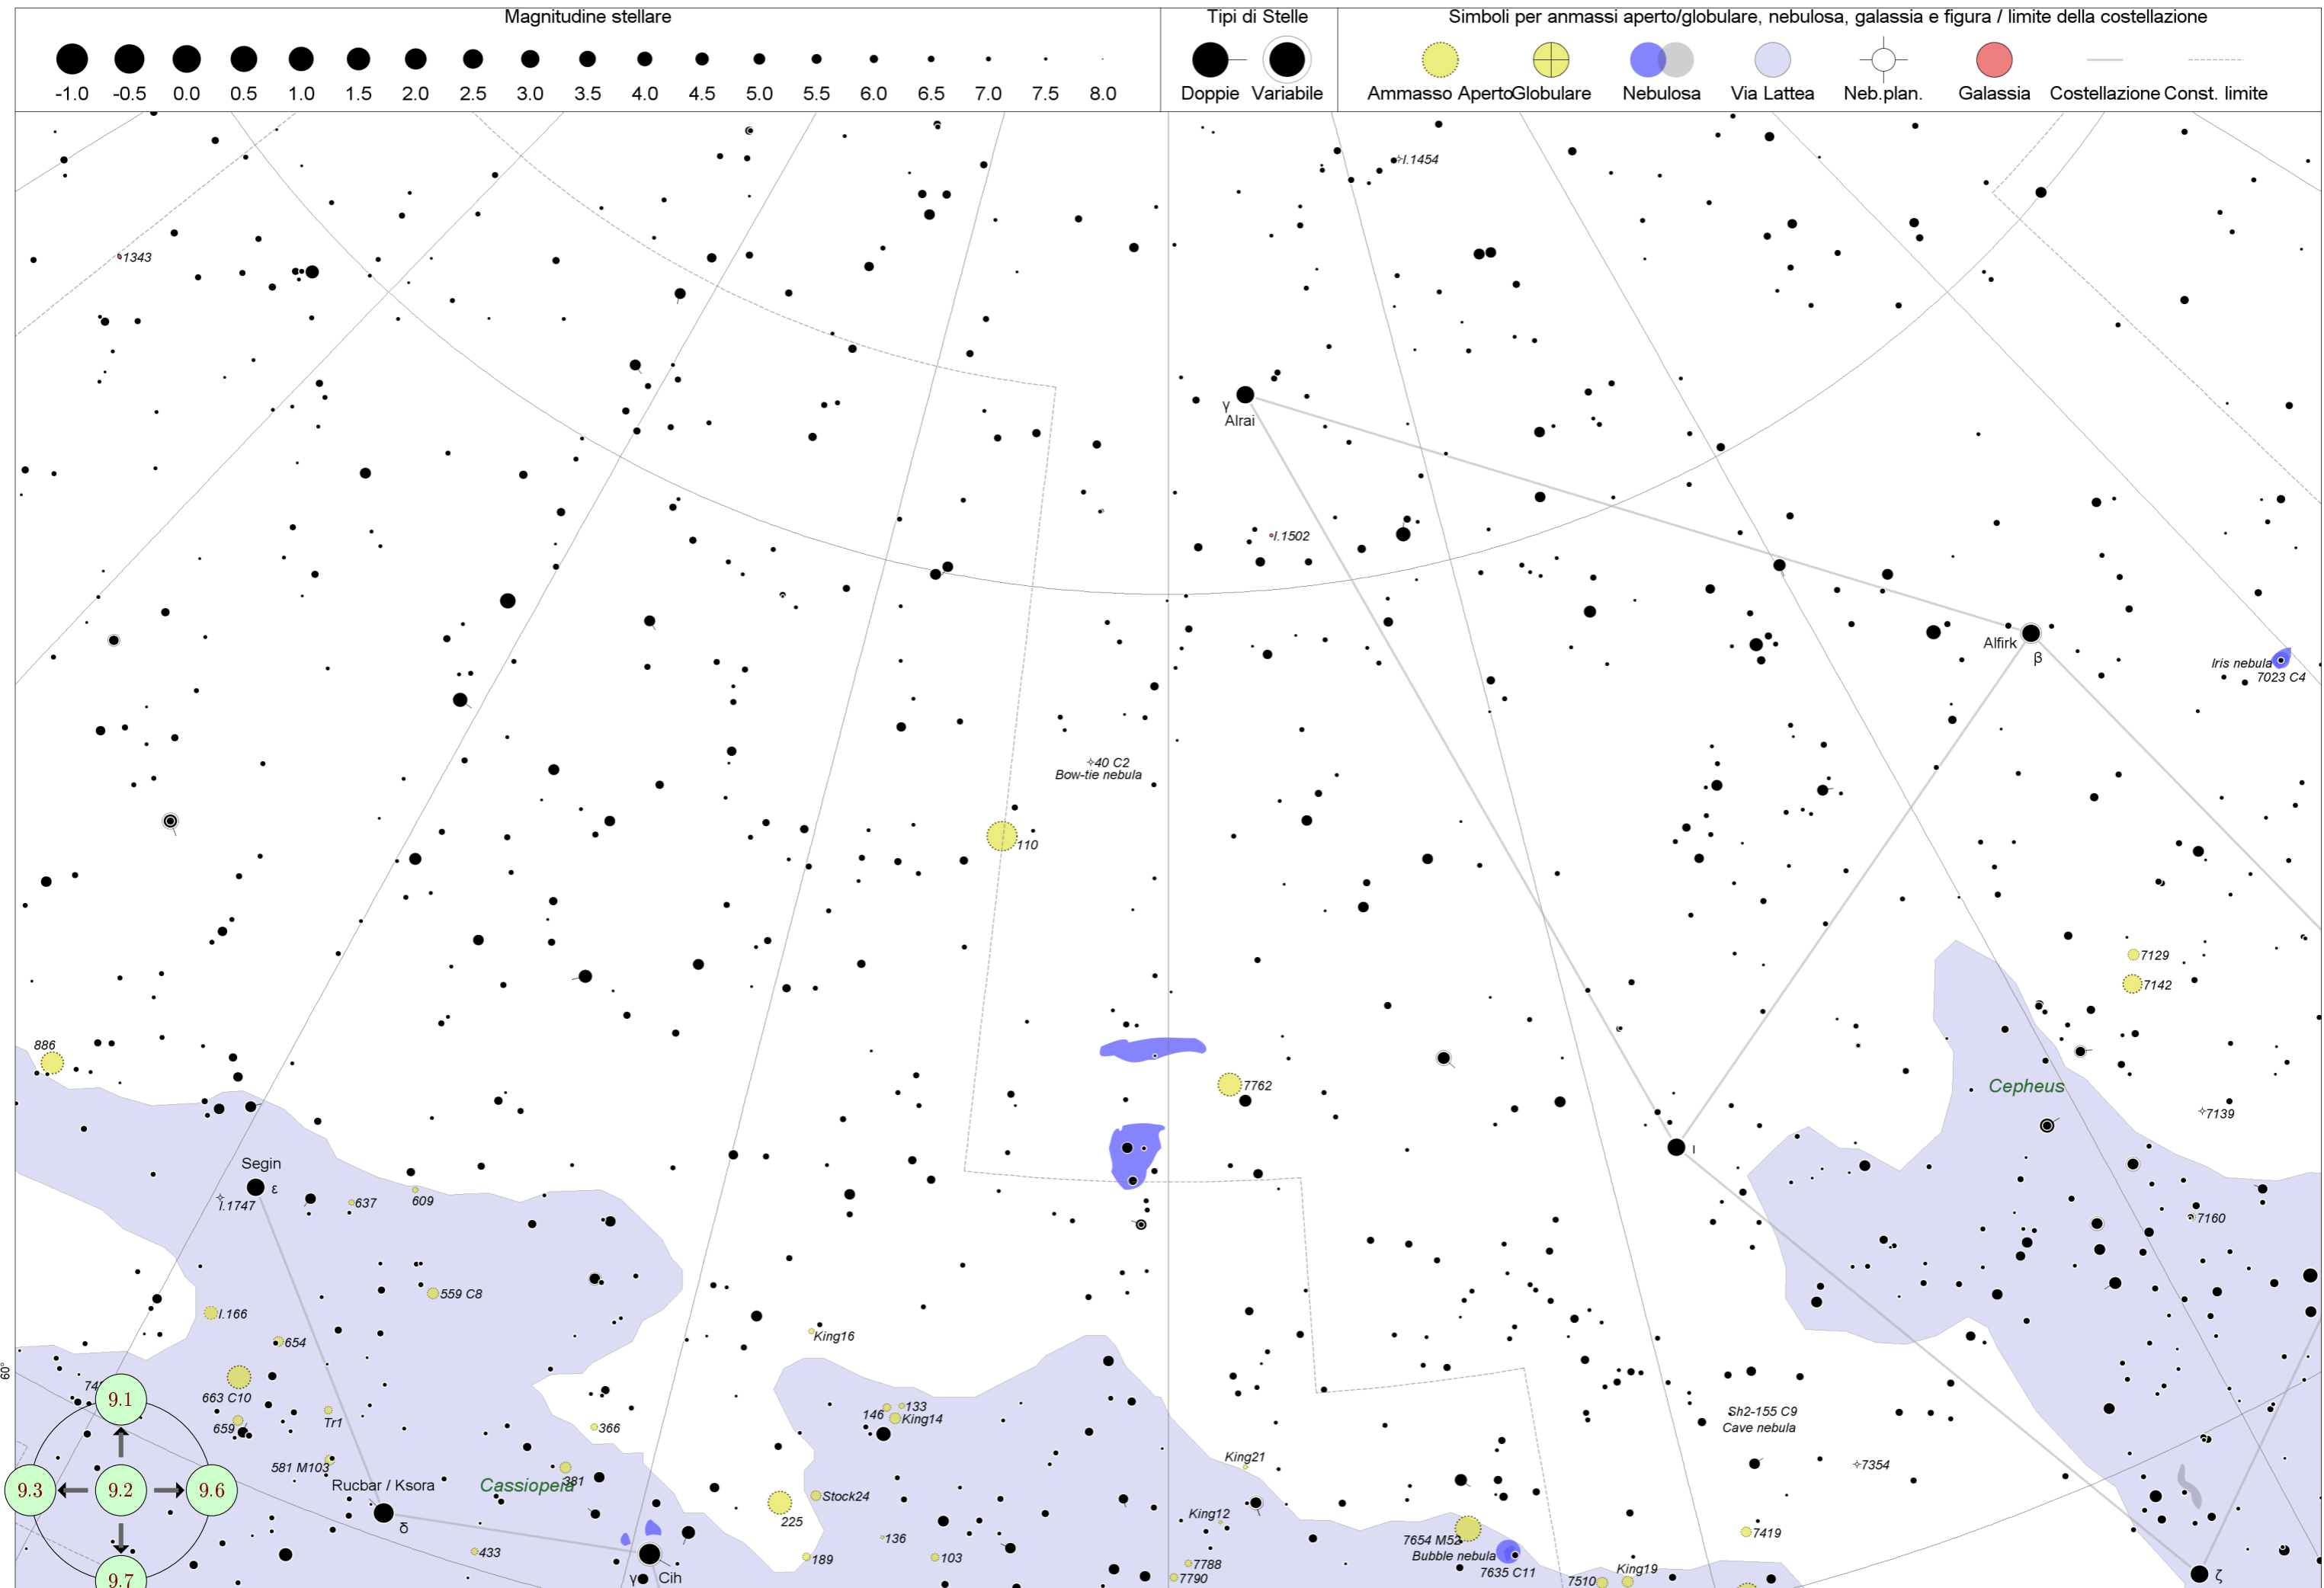 Magnitudine stellare
-1.0 -0.5 0.0 0.5 1.0 1.5 2.0 2.5 3.0 3.5 4.0 4.5 5.0 5.5 6.0 6.5 7.0 7.5 8.0
Tipi di Stelle
Doppie Variabile
Simboli per anmassi aperto/globulare, nebulosa, galassia e figura / limite della costellazione
Ammasso Aperto Globulare Nebulosa Via Lattea Neb.plan. Galassia Costellazione Const. limite
I.1454
1343
γ
Alrai
I.1502
Alfirk
β
Iris nebula
7023 C4
40 C2
Bow-tie nebula
110
7129
7142
886
7762
Cepheus
7139
ι
Segin
ε
I.1747
637
609
7160
559 C8
I.166
King16
654
60°
663 C10
146
133
King14
Sh2-155 C9
Cave nebula
Tr1
659
366
King21
7354
581 M103
Rucbar / Ksora
Cassiopeia
381
Stock24
225
King12
δ
136
7654 M52
7419
433
189
103
Bubble nebula
7635 C11
7788
7790
γ
Cih
7510
King19
ζ
9.1
9.3
9.2
9.6
9.7